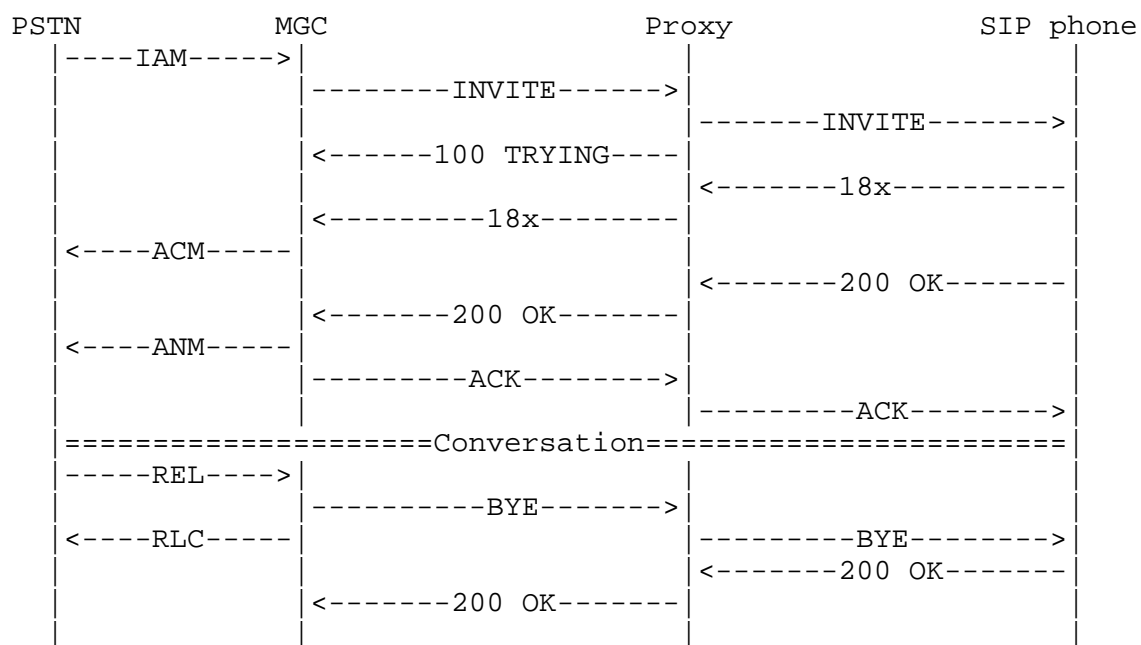 PSTN MGC Proxy SIP phone
|----IAM----->| | |
| |--------INVITE------>| |
| | |-------INVITE------->|
| |<------100 TRYING----| |
| | |<-------18x----------|
| |<---------18x--------| |
|<----ACM-----| | |
| | |<-------200 OK-------|
| |<-------200 OK-------| |
|<----ANM-----| | |
| |---------ACK-------->| |
| | |---------ACK-------->|
|=====================Conversation========================|
|-----REL---->| | |
| |----------BYE------->| |
|<----RLC-----| |---------BYE-------->|
| | |<-------200 OK-------|
| |<-------200 OK-------| |
| | | |